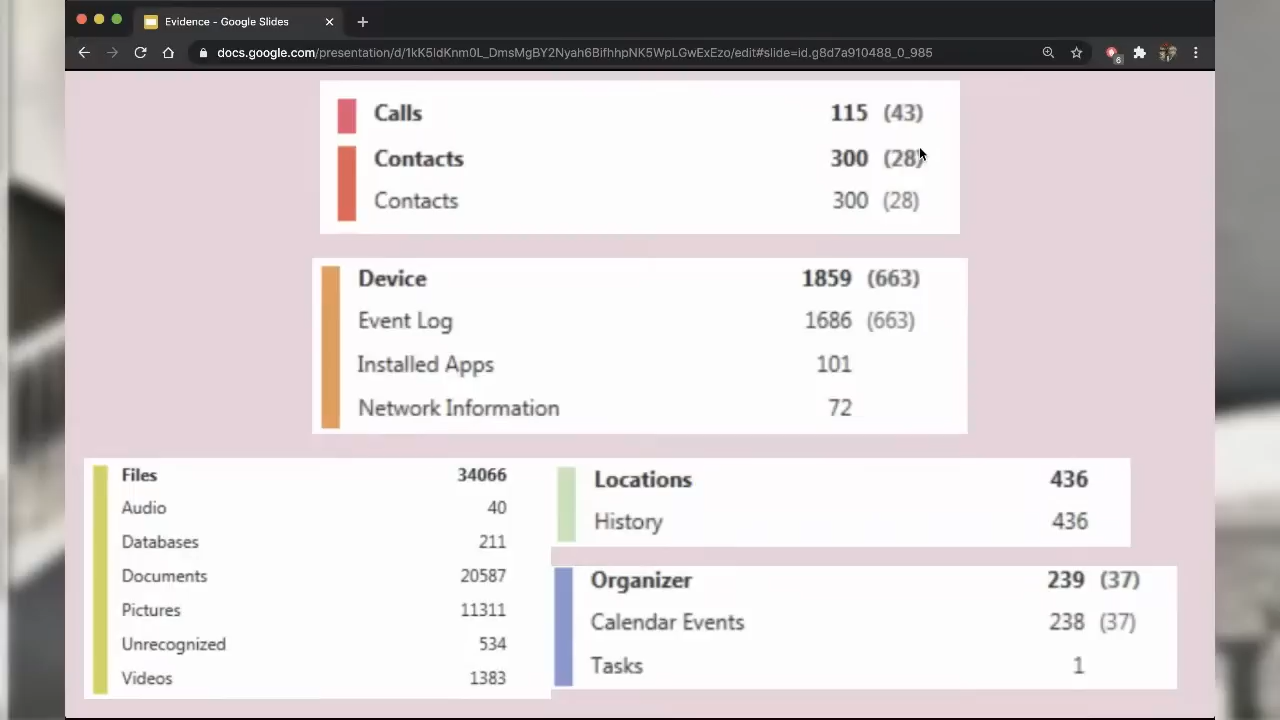 Evidence - Google Slides
docs.google.com/presentation/d/1kK5ldKnm0L_DmsMgBY2Nyah6BifhhpNK5WpLGwExEzo/edit#slide=id.g8d7a910488_0_985
6
Calls 115 (43)
Contacts 300 (28)
Contacts 300 (28)
Device 1859 (663)
Event Log 1686 (663)
Installed Apps 101
Network Information 72
Files 34066
Audio 40
Databases 211
Documents 20587
Pictures 11311
Unrecognized 534
Videos 1383
Locations 436
History 436
Organizer 239 (37)
Calendar Events 238 (37)
Tasks 1